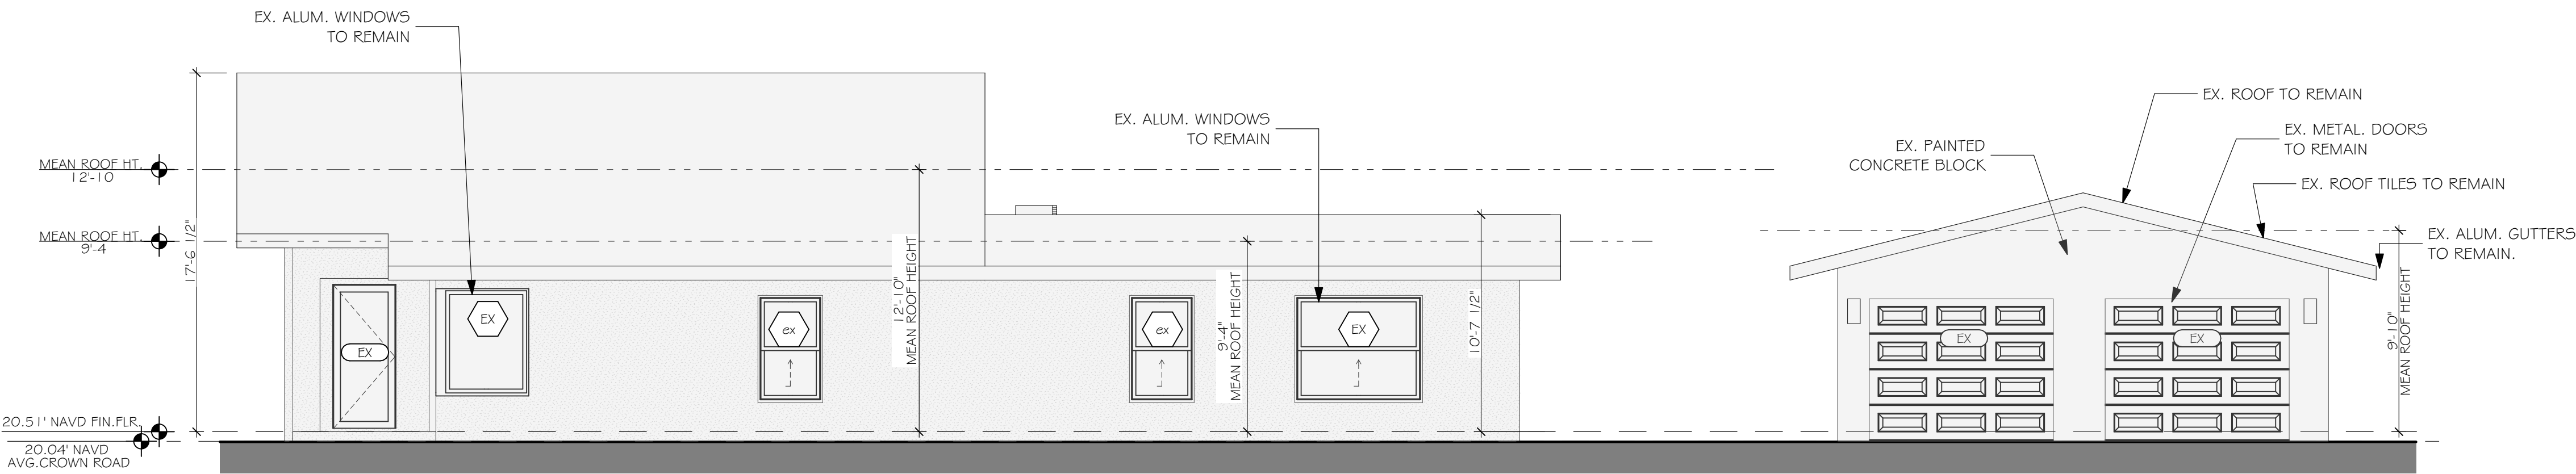 EX. ALUM. WINDOWS
TO REMAIN
EX. ALUM. WINDOWS
TO REMAIN
EX. ROOF TO REMAIN
EX. METAL. DOORS
TO REMAIN
EX. PAINTED
CONCRETE BLOCK
EX. ROOF TILES TO REMAIN
EX. ALUM. GUTTERS
TO REMAIN.
MEAN ROOF HT.
12'-10
MEAN ROOF HT.
9'-4
17'-6 1/2"
12'-10"
MEAN ROOF HEIGHT
9'-4"
MEAN ROOF HEIGHT
10'-7 1/2"
9'-10"
MEAN ROOF HEIGHT
EX
EX
ex
ex
EX
EX
EX
20.51' NAVD FIN.FLR.
20.04' NAVD
AVG.CROWN ROAD